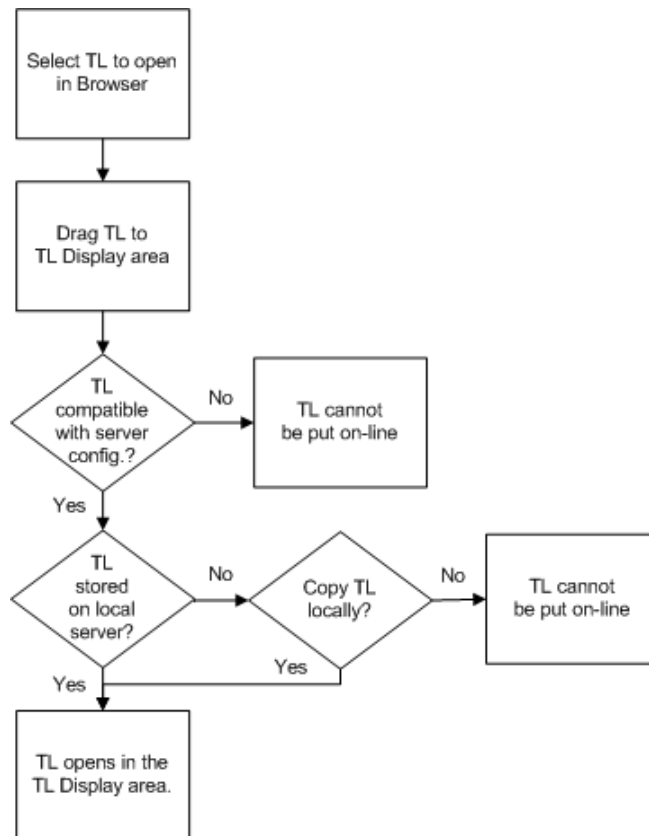 Select TL to open
in Browser
Drag TL to
TL Display area
TL
compatible
with server
config.?
No
TL cannot
be put on-line
Yes
TL
stored
on local
server?
No
Copy TL
locally?
No
TL cannot
be put on-line
Yes
Yes
TL opens in the
TL Display area.